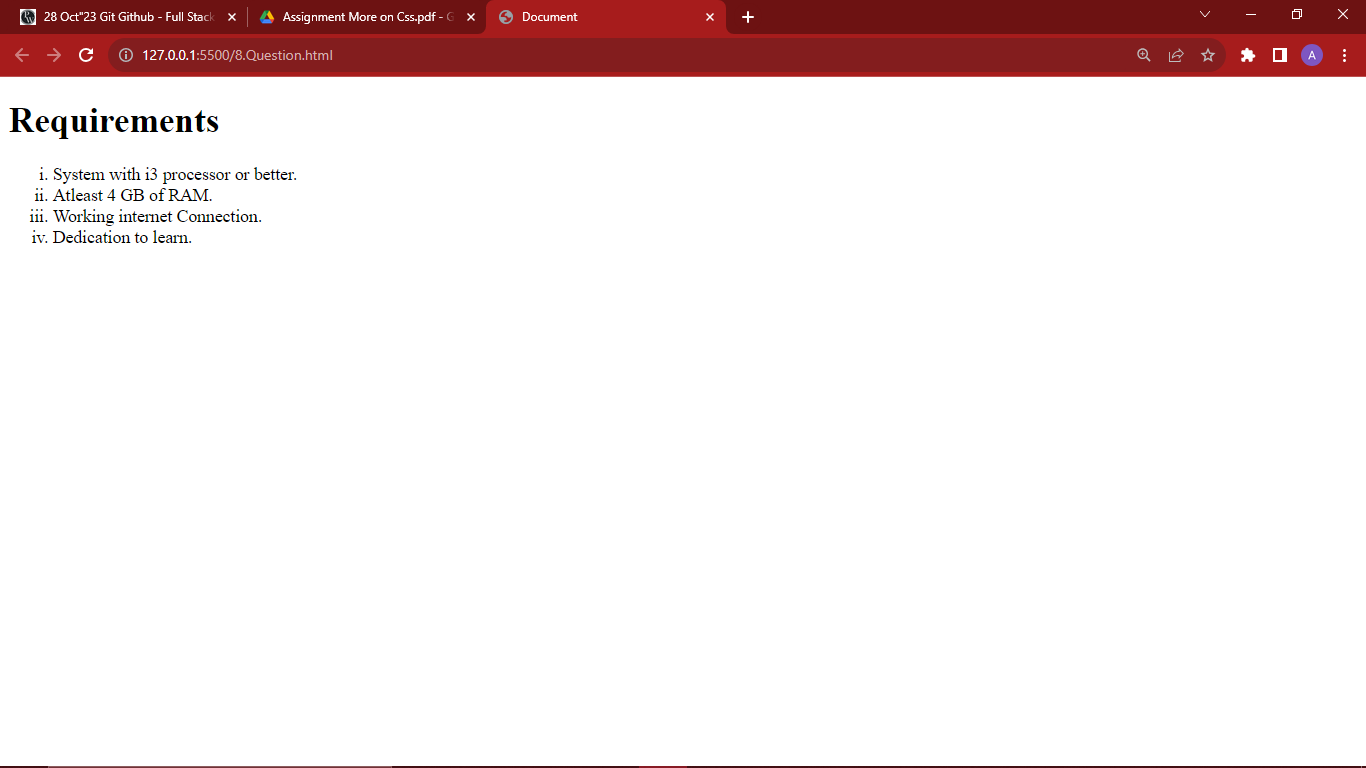 28 Oct"23 Git Github - Full Stack
Assignment More on Css.pdf - G
Document
127.0.0.1:5500/8.Question.html
A
Requirements
i. System with i3 processor or better.
ii. Atleast 4 GB of RAM.
iii. Working internet Connection.
iv. Dedication to learn.